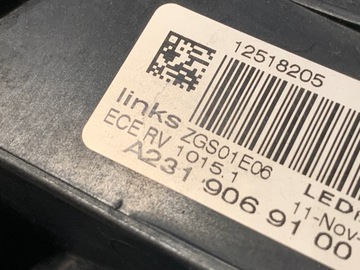 12518205
links ZGS01E06
ECE RV 1015.1 LED
A231 906 91 00 11-Nov-